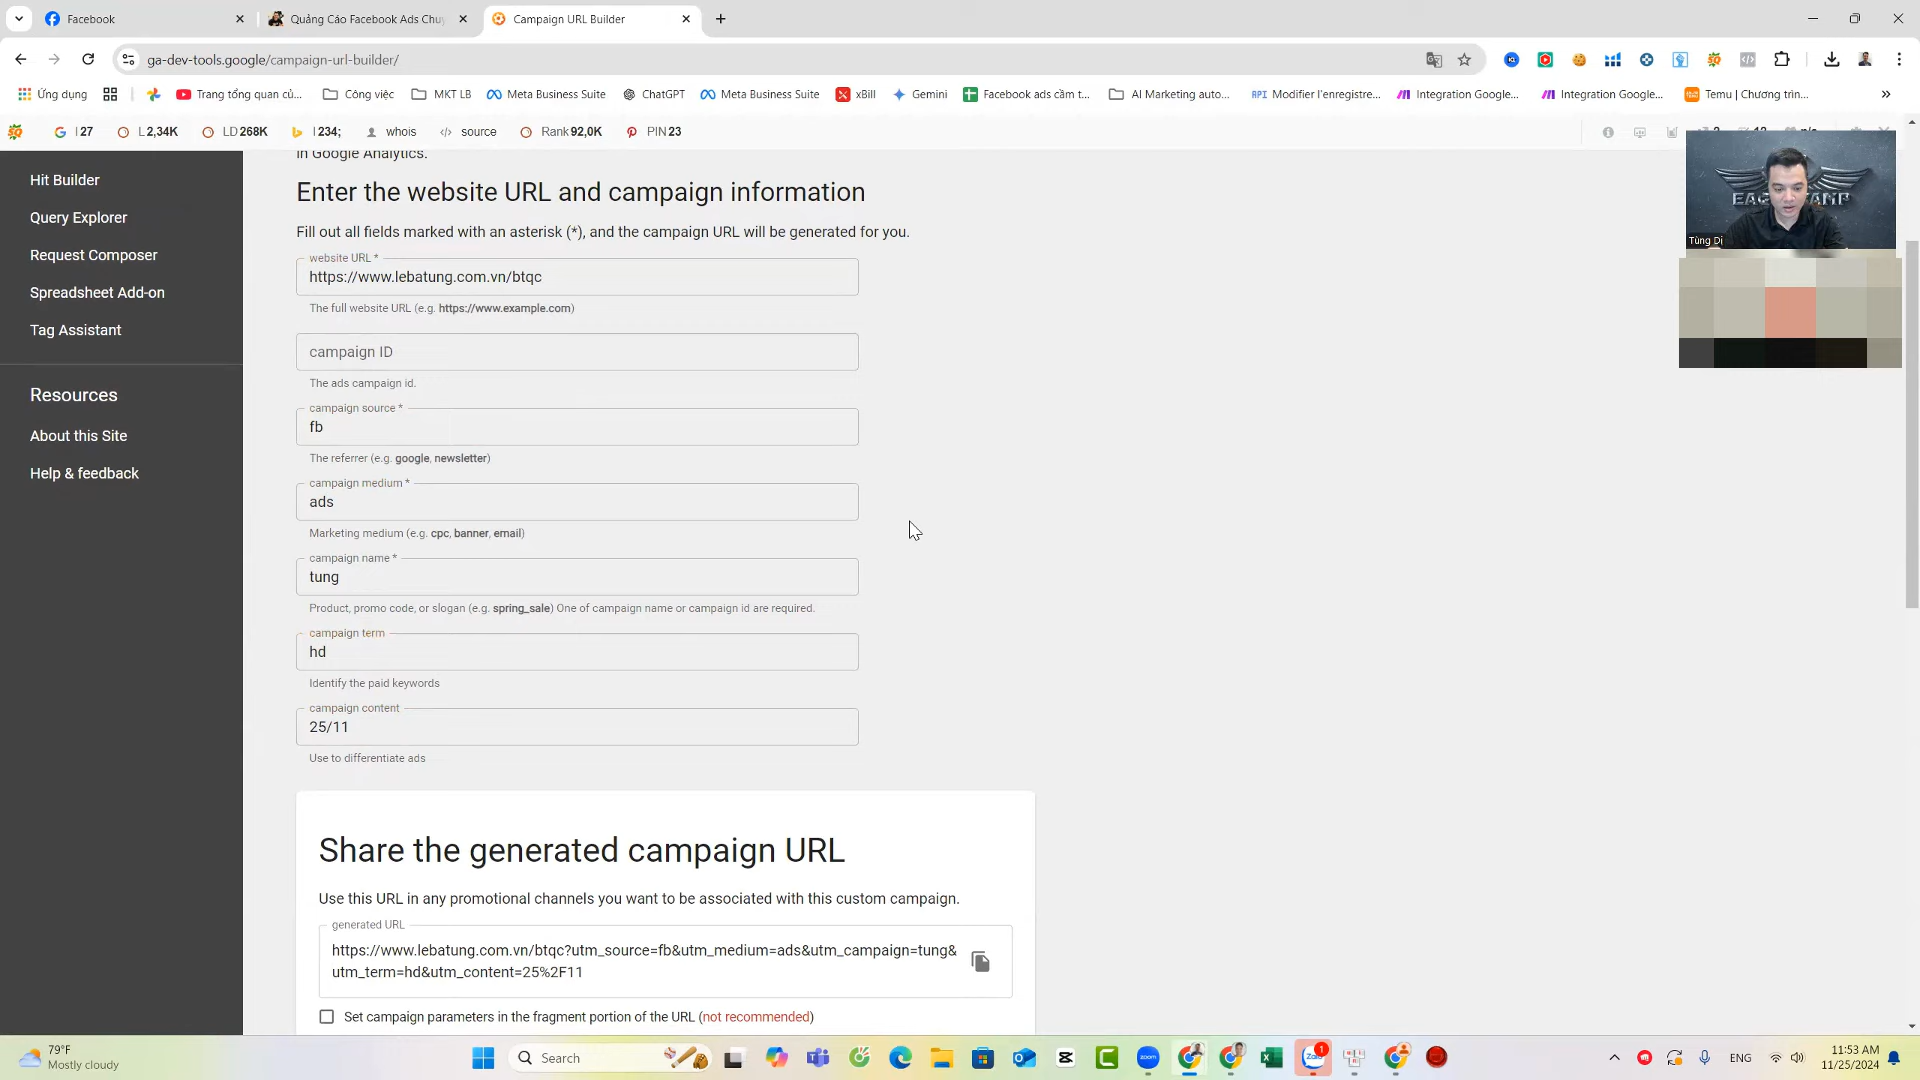 Facebook
Quảng Cáo Facebook Ads Chu
Campaign URL Builder
ga-dev-tools.google/campaign-url-builder/
Ứng dụng
Trang tổng quan củ...
Công việc
MKT LB
Meta Business Suite
ChatGPT
Meta Business Suite
xBill
Gemini
Facebook ads cầm t...
AI Marketing auto...
API Modifier l'enregistre...
Integration Google...
Integration Google...
Temu | Chương trìn...
I 27
L 2,34K
LD 268K
I 234;
whois
source
Rank 92,0K
PIN 23
EAG
AMP
Tùng Di
Hit Builder
Query Explorer
Request Composer
Spreadsheet Add-on
Tag Assistant
Resources
About this Site
Help & feedback
in Google Analytics.
Enter the website URL and campaign information
Fill out all fields marked with an asterisk (*), and the campaign URL will be generated for you.
website URL *
https://www.lebatung.com.vn/btqc
The full website URL (e.g. https://www.example.com)
campaign ID
The ads campaign id.
campaign source *
fb
The referrer (e.g. google, newsletter)
campaign medium *
ads
Marketing medium (e.g. cpc, banner, email)
campaign name *
tung
Product, promo code, or slogan (e.g. spring_sale) One of campaign name or campaign id are required.
campaign term
hd
Identify the paid keywords
campaign content
25/11
Use to differentiate ads
Share the generated campaign URL
Use this URL in any promotional channels you want to be associated with this custom campaign.
generated URL
https://www.lebatung.com.vn/btqc?utm_source=fb&utm_medium=ads&utm_campaign=tung&
utm_term=hd&utm_content=25%2F11
Set campaign parameters in the fragment portion of the URL (not recommended)
79°F
Mostly cloudy
Search
Zalo
1
ENG
11:53 AM
11/25/2024